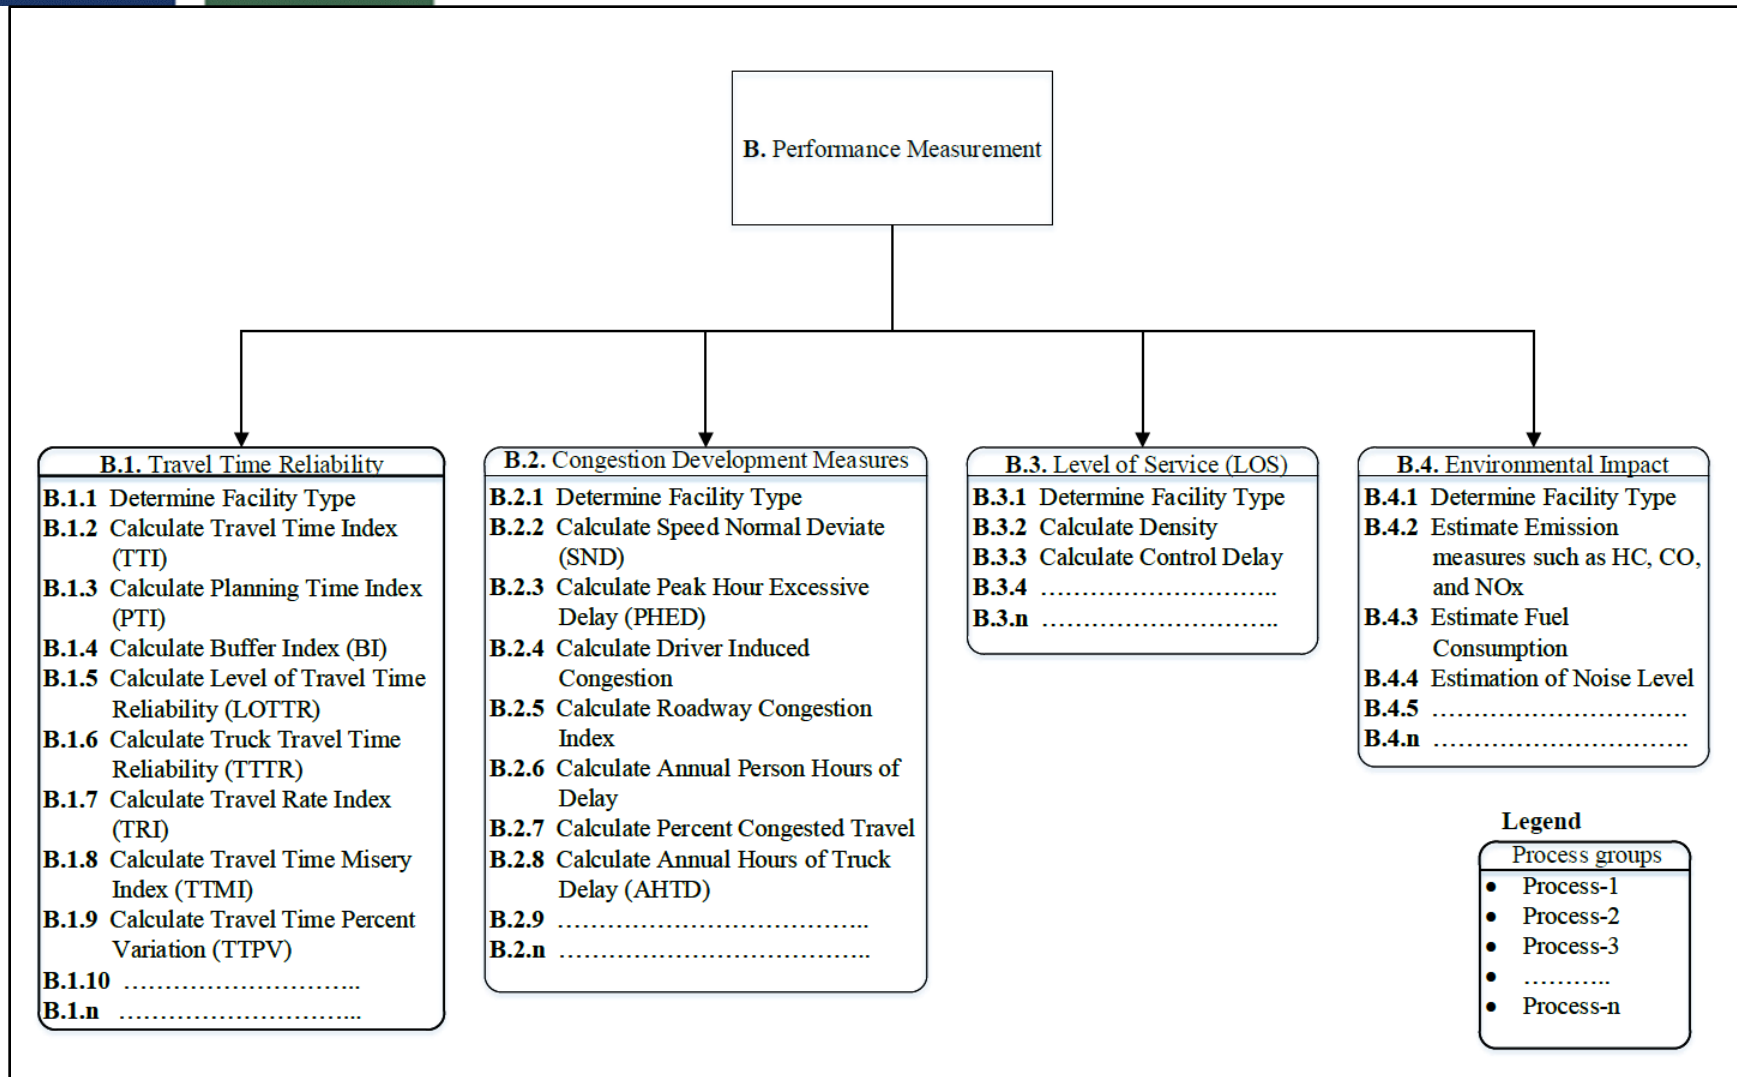 B. Performance Measurement
B.1. Travel Time Reliability
B.1.1 Determine Facility Type
B.1.2 Calculate Travel Time Index
(TTI)
B.1.3 Calculate Planning Time Index
(PTI)
B.1.4 Calculate Buffer Index (BI)
B.1.5 Calculate Level of Travel Time
Reliability (LOTTR)
B.1.6 Calculate Truck Travel Time
Reliability (TTTR)
B.1.7 Calculate Travel Rate Index
(TRI)
B.1.8 Calculate Travel Time Misery
Index (TTMI)
B.1.9 Calculate Travel Time Percent
Variation (TTPV)
B.1.10 ………………………..
B.1.n ………………………...
B.2. Congestion Development Measures
B.2.1 Determine Facility Type
B.2.2 Calculate Speed Normal Deviate
(SND)
B.2.3 Calculate Peak Hour Excessive
Delay (PHED)
B.2.4 Calculate Driver Induced
Congestion
B.2.5 Calculate Roadway Congestion
Index
B.2.6 Calculate Annual Person Hours of
Delay
B.2.7 Calculate Percent Congested Travel
B.2.8 Calculate Annual Hours of Truck
Delay (AHTD)
B.2.9 ………………………………..
B.2.n ………………………………..
B.3. Level of Service (LOS)
B.3.1 Determine Facility Type
B.3.2 Calculate Density
B.3.3 Calculate Control Delay
B.3.4 ………………………..
B.3.n ………………………..
B.4. Environmental Impact
B.4.1 Determine Facility Type
B.4.2 Estimate Emission
measures such as HC, CO,
and NOx
B.4.3 Estimate Fuel
Consumption
B.4.4 Estimation of Noise Level
B.4.5 ………………………….
B.4.n ………………………….
Legend
Process groups
• Process-1
• Process-2
• Process-3
• ………..
• Process-n